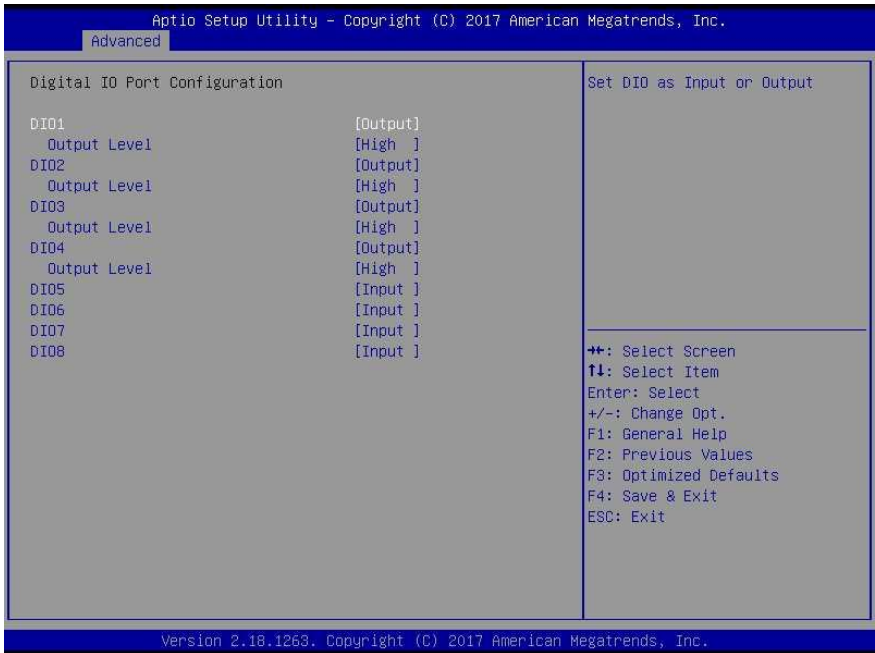 Aptio Setup Utility – Copyright (C) 2017 American Megatrends, Inc.
Advanced
Digital IO Port Configuration
DIO1 [Output]
Output Level [High ]
DIO2 [Output]
Output Level [High ]
DIO3 [Output]
Output Level [High ]
DIO4 [Output]
Output Level [High ]
DIO5 [Input ]
DIO6 [Input ]
DIO7 [Input ]
DIO8 [Input ]
Set DIO as Input or Output
→←: Select Screen
↑↓: Select Item
Enter: Select
+/-: Change Opt.
F1: General Help
F2: Previous Values
F3: Optimized Defaults
F4: Save & Exit
ESC: Exit
Version 2.18.1263. Copyright (C) 2017 American Megatrends, Inc.